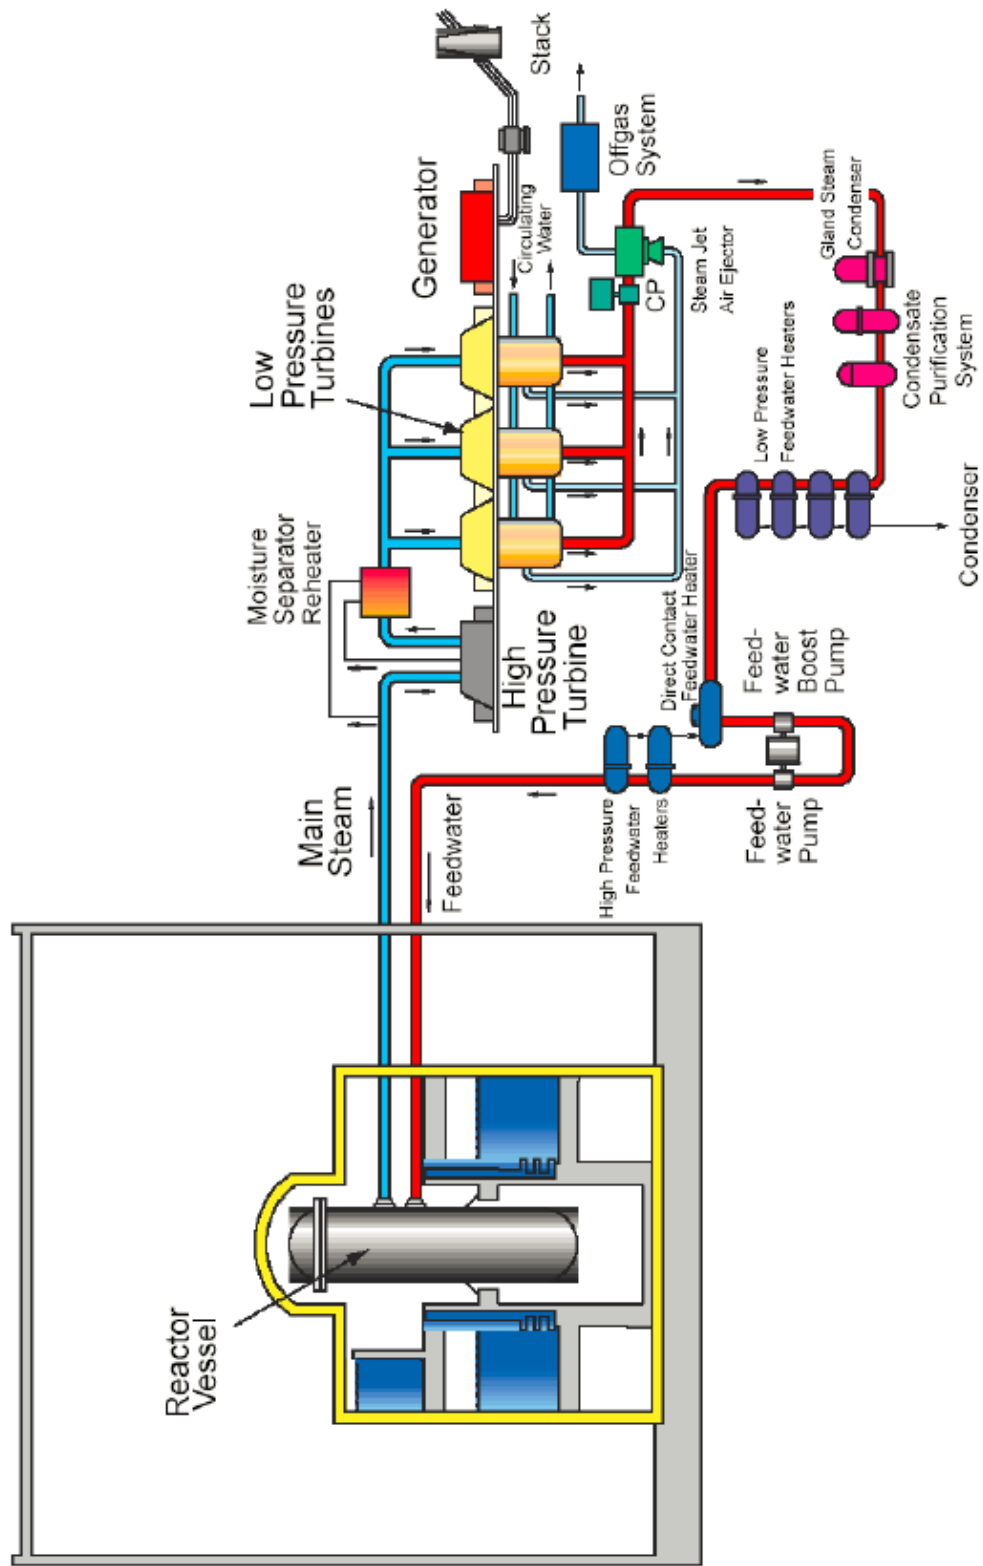 Reactor
Vessel
Main
Steam
Feedwater
Moisture
Separator
Reheater
Low
Pressure
Turbines
High
Pressure
Turbine
Generator
Stack
Circulating
Water
Offgas
System
CP
Steam Jet
Air Ejector
Gland Steam
Condenser
Condensate
Purification
System
Low Pressure
Feedwater Heaters
Condenser
Direct Contact
Feedwater Heater
Feed-
water
Boost
Pump
Feed-
water
Pump
High Pressure
Feedwater
Heaters